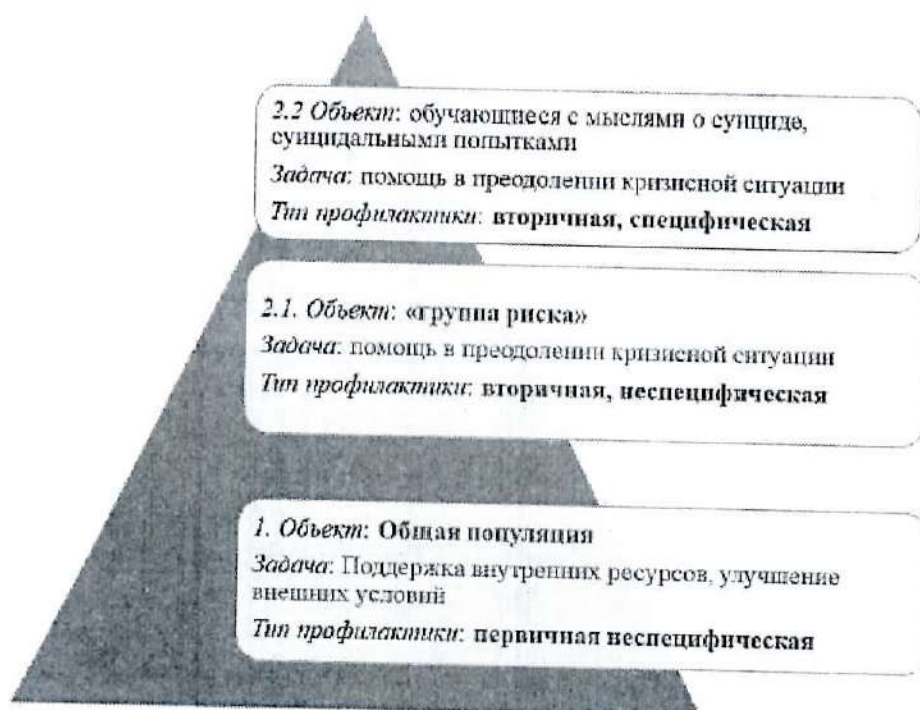 2.2 Объект: обучающиеся с мыслями о суициде,
суицидальными попытками
Задача: помощь в преодолении кризисной ситуации
Тип профилактики: вторичная, специфическая
2.1. Объект: «группа риска»
Задача: помощь в преодолении кризисной ситуации
Тип профилактики: вторичная, неспецифическая
1. Объект: Общая популяция
Задача: Поддержка внутренних ресурсов, улучшение
внешних условий
Тип профилактики: первичная неспецифическая